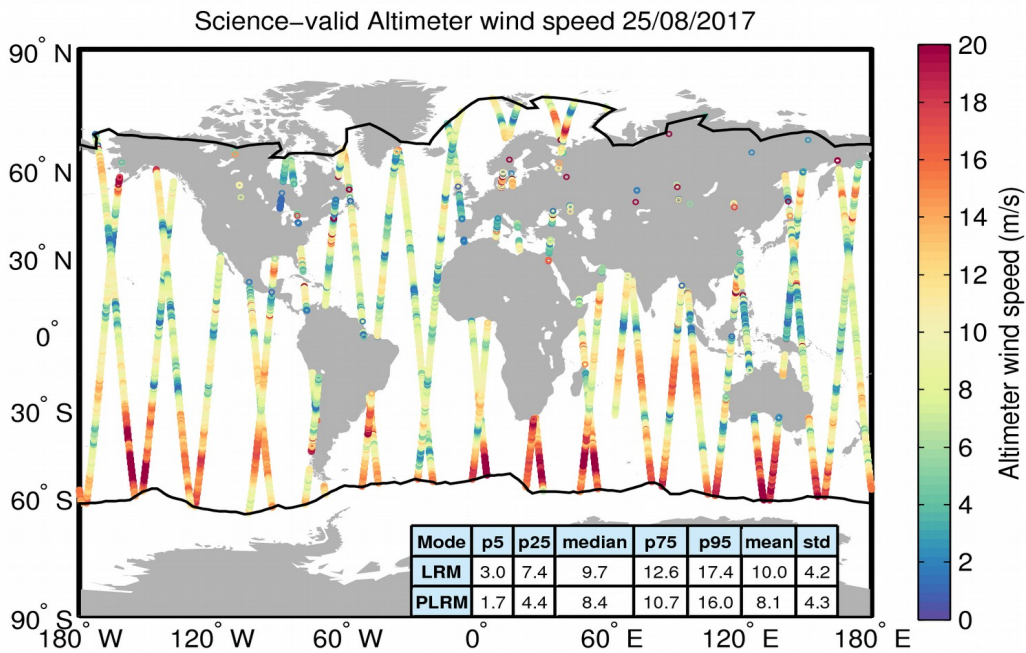 Science-valid Altimeter wind speed 25/08/2017
90° N
60° N
30° N
0°
30° S
60° S
90° S
180° W
120° W
60° W
0°
60° E
120° E
180° E
Mode p5 p25 median p75 p95 mean std
LRM 3.0 7.4 9.7 12.6 17.4 10.0 4.2
PLRM 1.7 4.4 8.4 10.7 16.0 8.1 4.3
20
18
16
14
12
10
8
6
4
2
0
Altimeter wind speed (m/s)